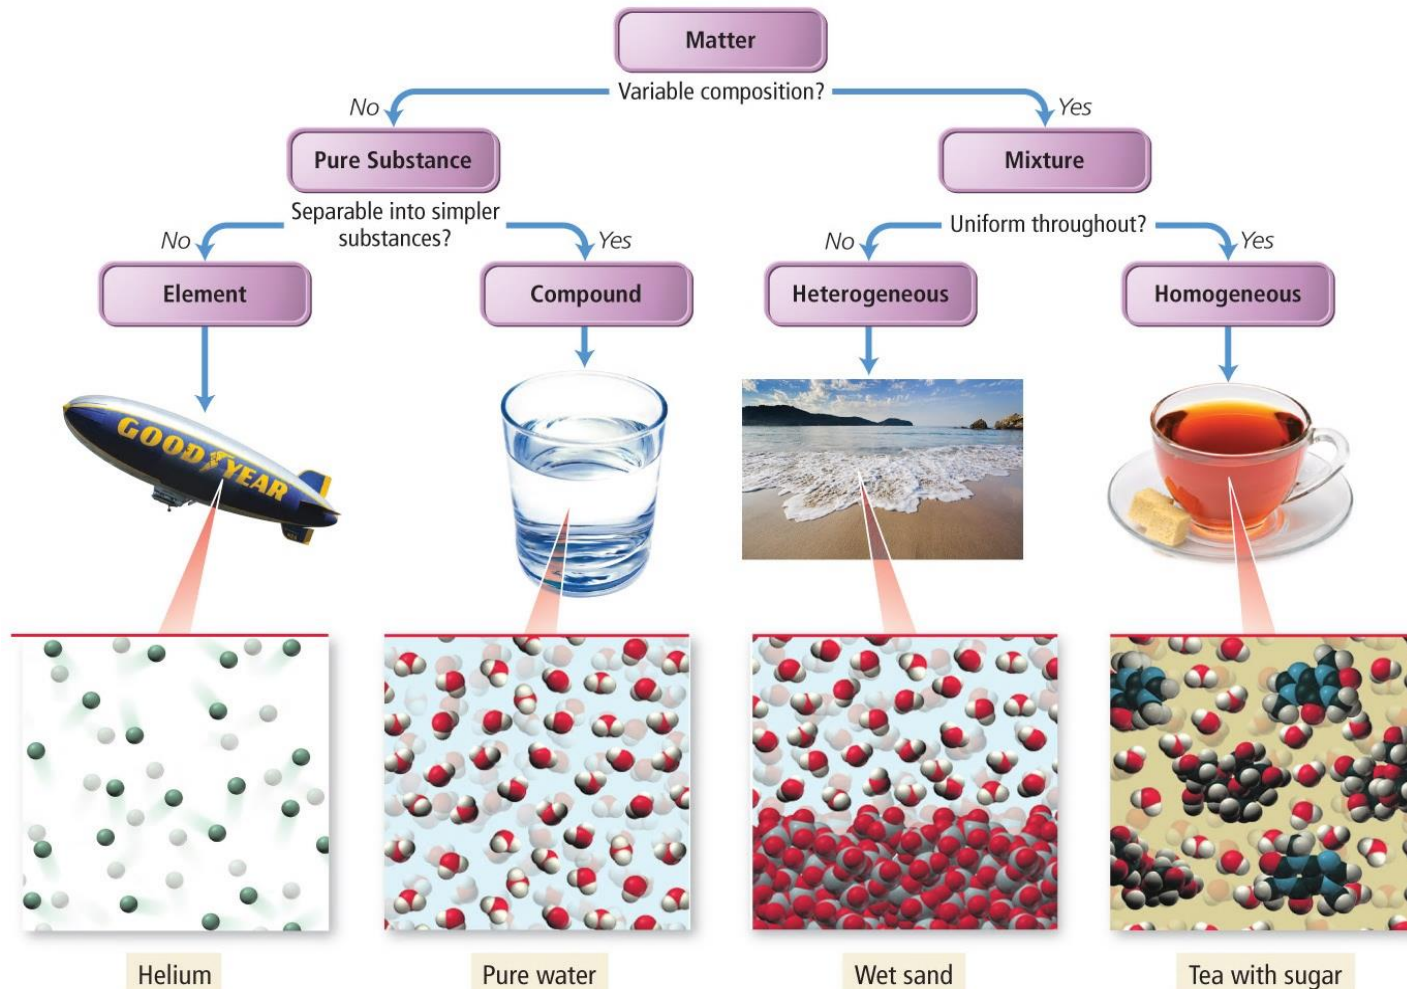 Matter
Variable composition?
No
Yes
Pure Substance
Mixture
Separable into simpler
substances?
No
Yes
Uniform throughout?
No
Yes
Element
Compound
Heterogeneous
Homogeneous
GOODYEAR
Helium
Pure water
Wet sand
Tea with sugar